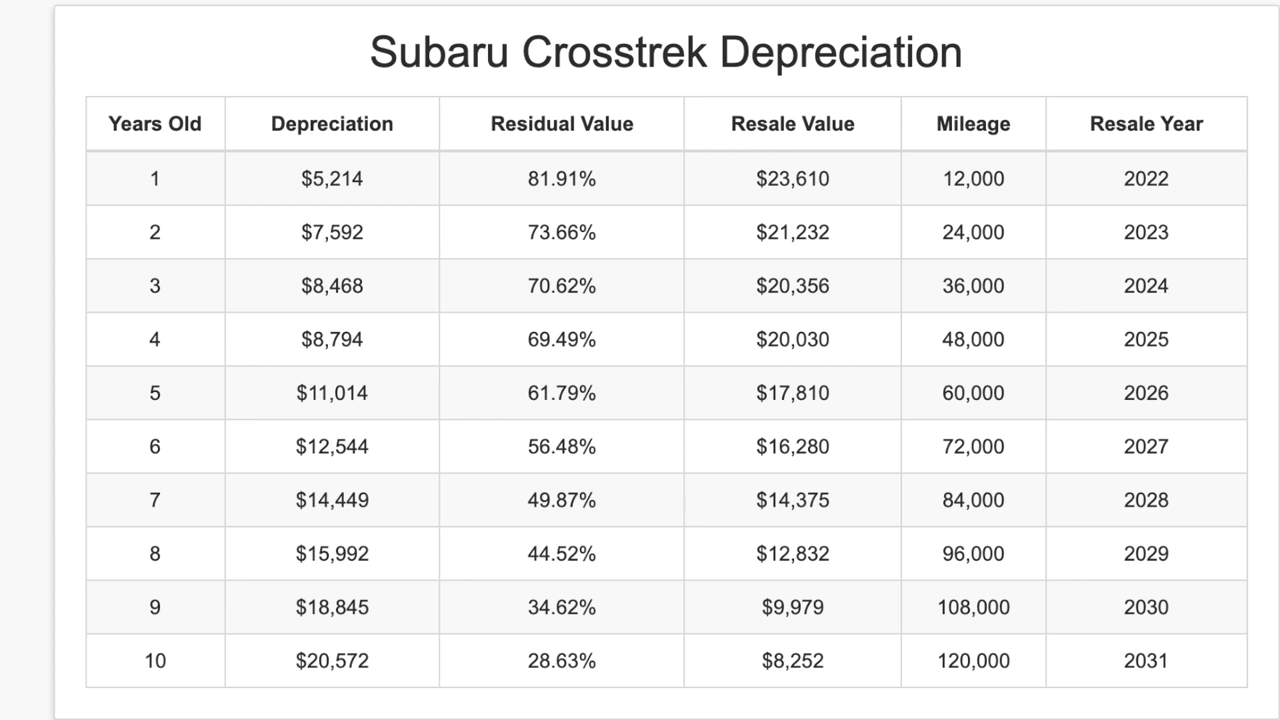 Subaru Crosstrek Depreciation
Years Old Depreciation Residual Value Resale Value Mileage Resale Year
1 $5,214 81.91% $23,610 12,000 2022
2 $7,592 73.66% $21,232 24,000 2023
3 $8,468 70.62% $20,356 36,000 2024
4 $8,794 69.49% $20,030 48,000 2025
5 $11,014 61.79% $17,810 60,000 2026
6 $12,544 56.48% $16,280 72,000 2027
7 $14,449 49.87% $14,375 84,000 2028
8 $15,992 44.52% $12,832 96,000 2029
9 $18,845 34.62% $9,979 108,000 2030
10 $20,572 28.63% $8,252 120,000 2031